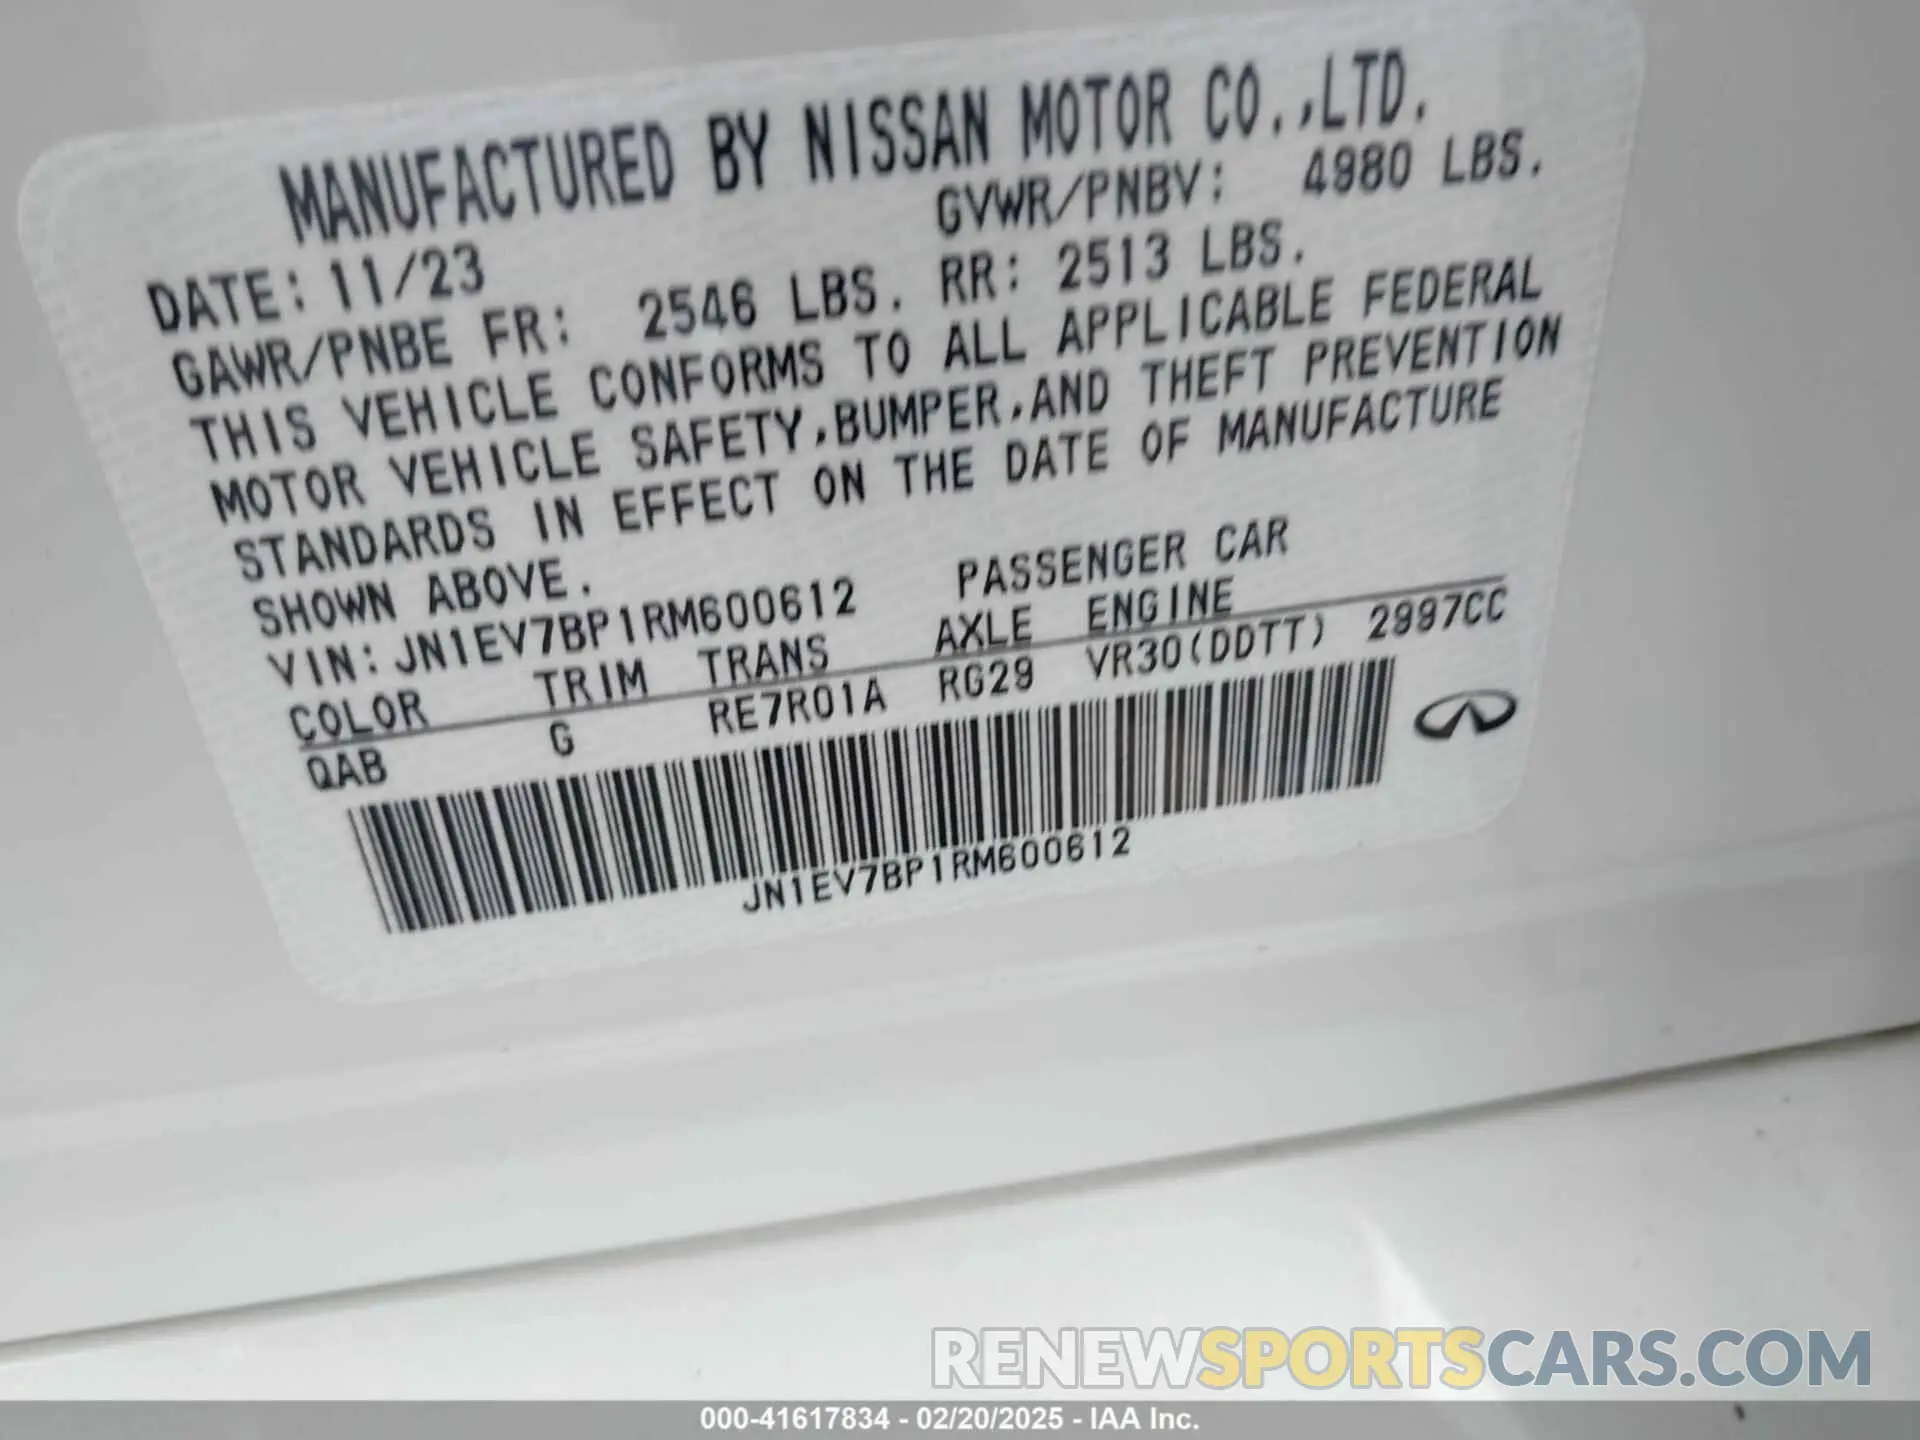 MANUFACTURED BY NISSAN MOTOR CO.,LTD.
DATE: 11/23 GVWR/PNBV: 4980 LBS.
GAWR/PNBE FR: 2546 LBS. RR: 2513 LBS.
THIS VEHICLE CONFORMS TO ALL APPLICABLE FEDERAL
MOTOR VEHICLE SAFETY,BUMPER,AND THEFT PREVENTION
STANDARDS IN EFFECT ON THE DATE OF MANUFACTURE
SHOWN ABOVE.
VIN: JN1EV7BP1RM600612 PASSENGER CAR
COLOR TRIM TRANS AXLE ENGINE
QAB G RE7R01A RG29 VR30(DDTT) 2997CC
JN1EV7BP1RM600612
RENEWSPORTSCARS.COM
000-41617834 - 02/20/2025 - IAA Inc.